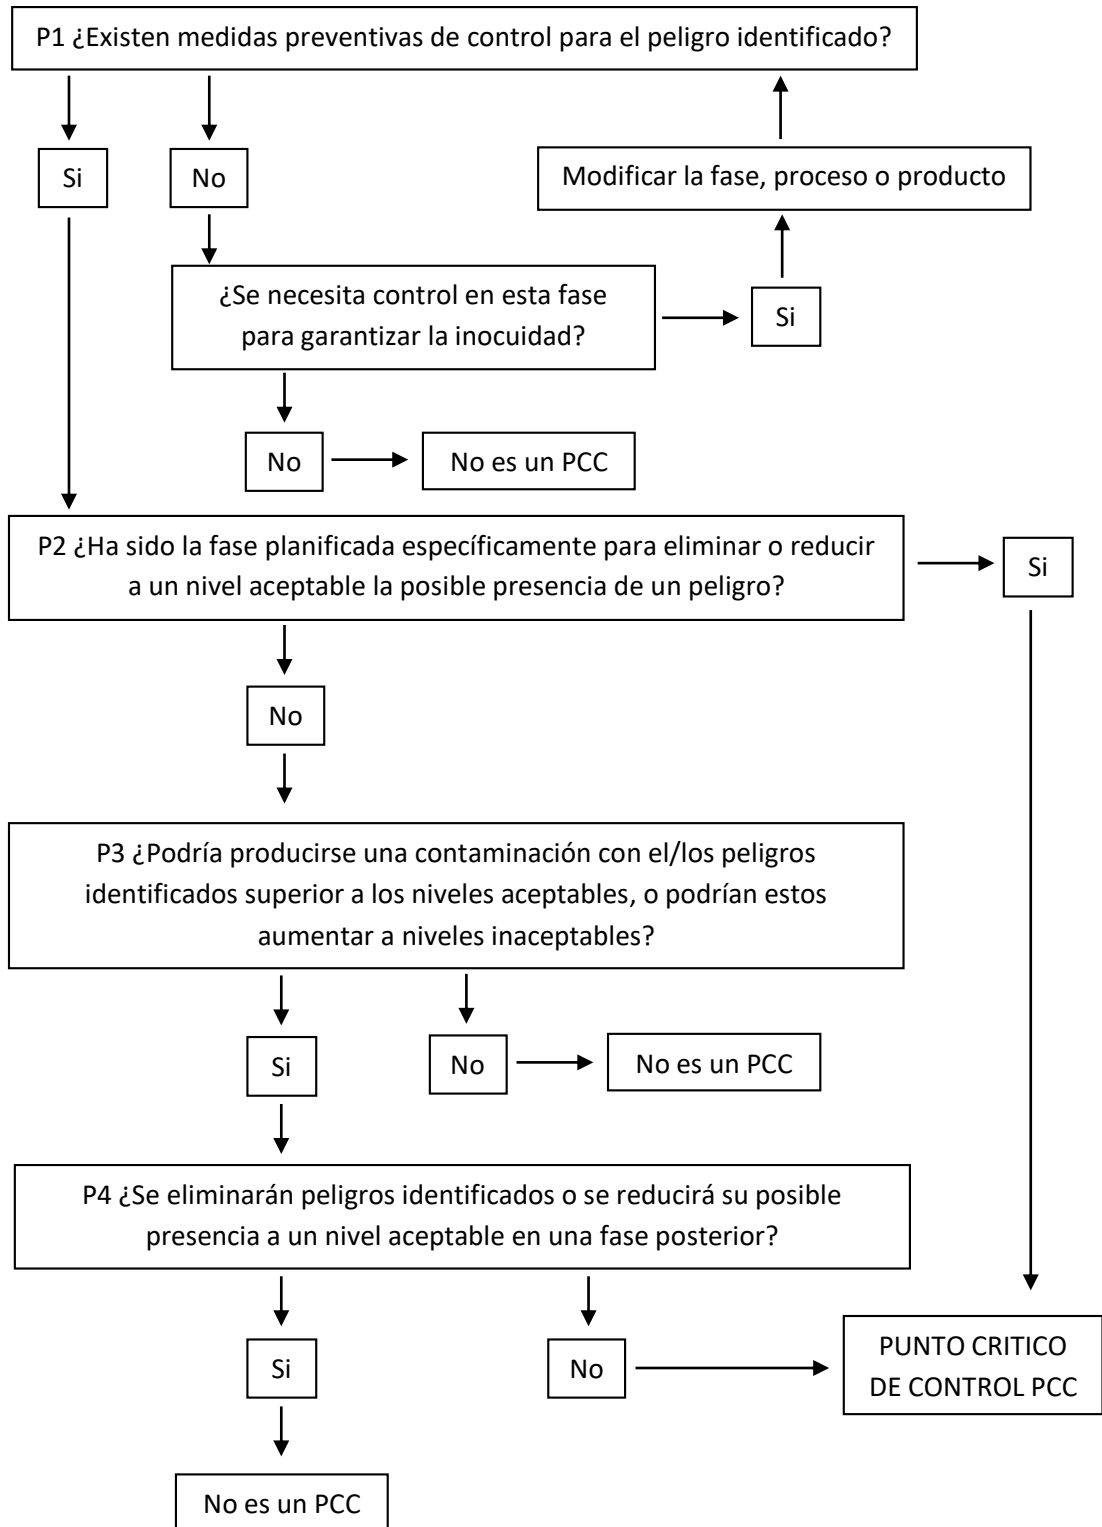 P1 ¿Existen medidas preventivas de control para el peligro identificado?
Si
No
Modificar la fase, proceso o producto
¿Se necesita control en esta fase
para garantizar la inocuidad?
Si
No
No es un PCC
P2 ¿Ha sido la fase planificada específicamente para eliminar o reducir
a un nivel aceptable la posible presencia de un peligro?
Si
No
P3 ¿Podría producirse una contaminación con el/los peligros
identificados superior a los niveles aceptables, o podrían estos
aumentar a niveles inaceptables?
Si
No
No es un PCC
P4 ¿Se eliminarán peligros identificados o se reducirá su posible
presencia a un nivel aceptable en una fase posterior?
Si
No
PUNTO CRITICO
DE CONTROL PCC
No es un PCC